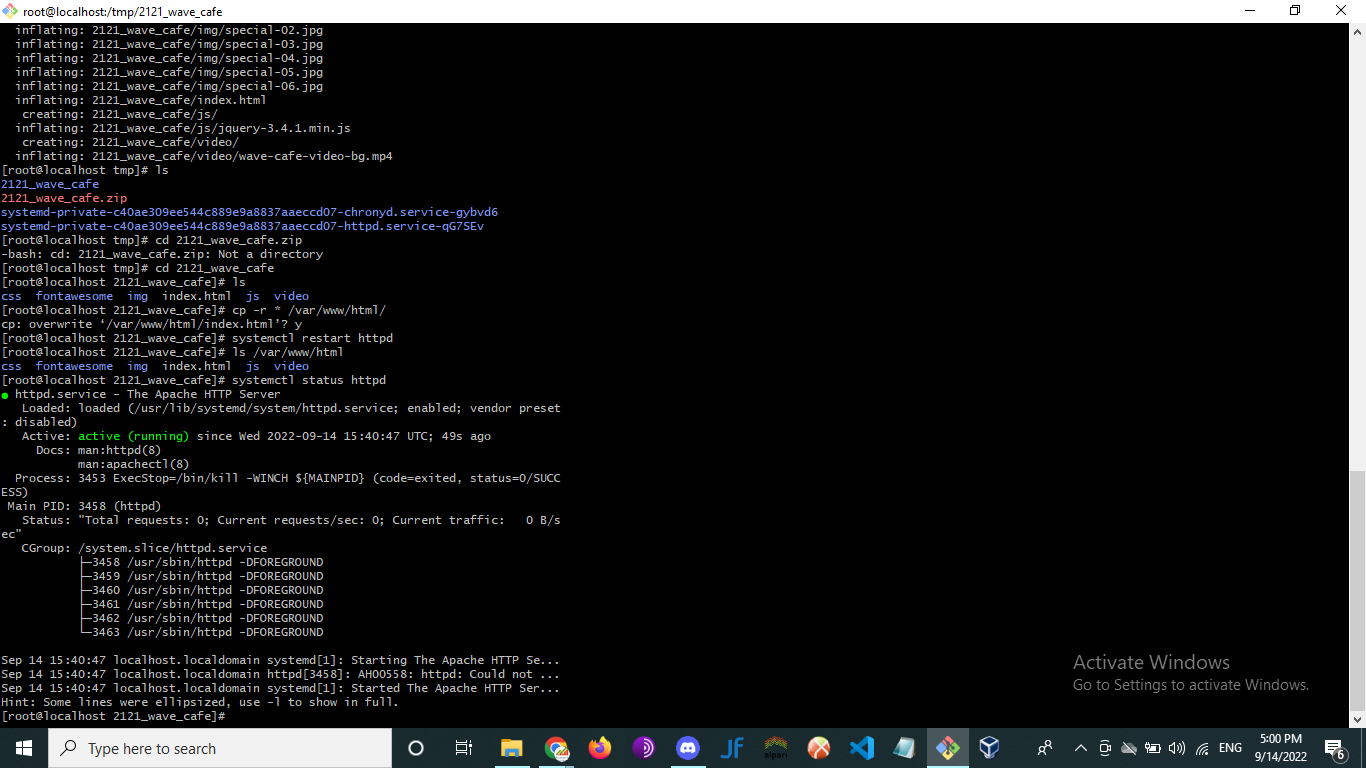 root@localhost:/tmp/2121_wave_cafe
  inflating: 2121_wave_cafe/img/special-02.jpg
  inflating: 2121_wave_cafe/img/special-03.jpg
  inflating: 2121_wave_cafe/img/special-04.jpg
  inflating: 2121_wave_cafe/img/special-05.jpg
  inflating: 2121_wave_cafe/img/special-06.jpg
  inflating: 2121_wave_cafe/index.html
   creating: 2121_wave_cafe/js/
  inflating: 2121_wave_cafe/js/jquery-3.4.1.min.js
   creating: 2121_wave_cafe/video/
  inflating: 2121_wave_cafe/video/wave-cafe-video-bg.mp4
[root@localhost tmp]# ls
2121_wave_cafe
2121_wave_cafe.zip
systemd-private-c40ae309ee544c889e9a8837aaeccd07-chronyd.service-gybvd6
systemd-private-c40ae309ee544c889e9a8837aaeccd07-httpd.service-qG7SEv
[root@localhost tmp]# cd 2121_wave_cafe.zip
-bash: cd: 2121_wave_cafe.zip: Not a directory
[root@localhost tmp]# cd 2121_wave_cafe
[root@localhost 2121_wave_cafe]# ls
css  fontawesome  img  index.html  js  video
[root@localhost 2121_wave_cafe]# cp -r * /var/www/html/
cp: overwrite ‘/var/www/html/index.html’? y
[root@localhost 2121_wave_cafe]# systemctl restart httpd
[root@localhost 2121_wave_cafe]# ls /var/www/html
css  fontawesome  img  index.html  js  video
[root@localhost 2121_wave_cafe]# systemctl status httpd
● httpd.service - The Apache HTTP Server
   Loaded: loaded (/usr/lib/systemd/system/httpd.service; enabled; vendor preset
: disabled)
   Active: active (running) since Wed 2022-09-14 15:40:47 UTC; 49s ago
     Docs: man:httpd(8)
           man:apachectl(8)
  Process: 3453 ExecStop=/bin/kill -WINCH ${MAINPID} (code=exited, status=0/SUCC
ESS)
 Main PID: 3458 (httpd)
   Status: "Total requests: 0; Current requests/sec: 0; Current traffic:   0 B/s
ec"
   CGroup: /system.slice/httpd.service
           ├─3458 /usr/sbin/httpd -DFOREGROUND
           ├─3459 /usr/sbin/httpd -DFOREGROUND
           ├─3460 /usr/sbin/httpd -DFOREGROUND
           ├─3461 /usr/sbin/httpd -DFOREGROUND
           ├─3462 /usr/sbin/httpd -DFOREGROUND
           └─3463 /usr/sbin/httpd -DFOREGROUND
Sep 14 15:40:47 localhost.localdomain systemd[1]: Starting The Apache HTTP Se...
Sep 14 15:40:47 localhost.localdomain httpd[3458]: AH00558: httpd: Could not ...
Sep 14 15:40:47 localhost.localdomain systemd[1]: Started The Apache HTTP Ser...
Hint: Some lines were ellipsized, use -l to show in full.
[root@localhost 2121_wave_cafe]#
Activate Windows
Go to Settings to activate Windows.
Type here to search
JF
ENG
5:00 PM
9/14/2022
6